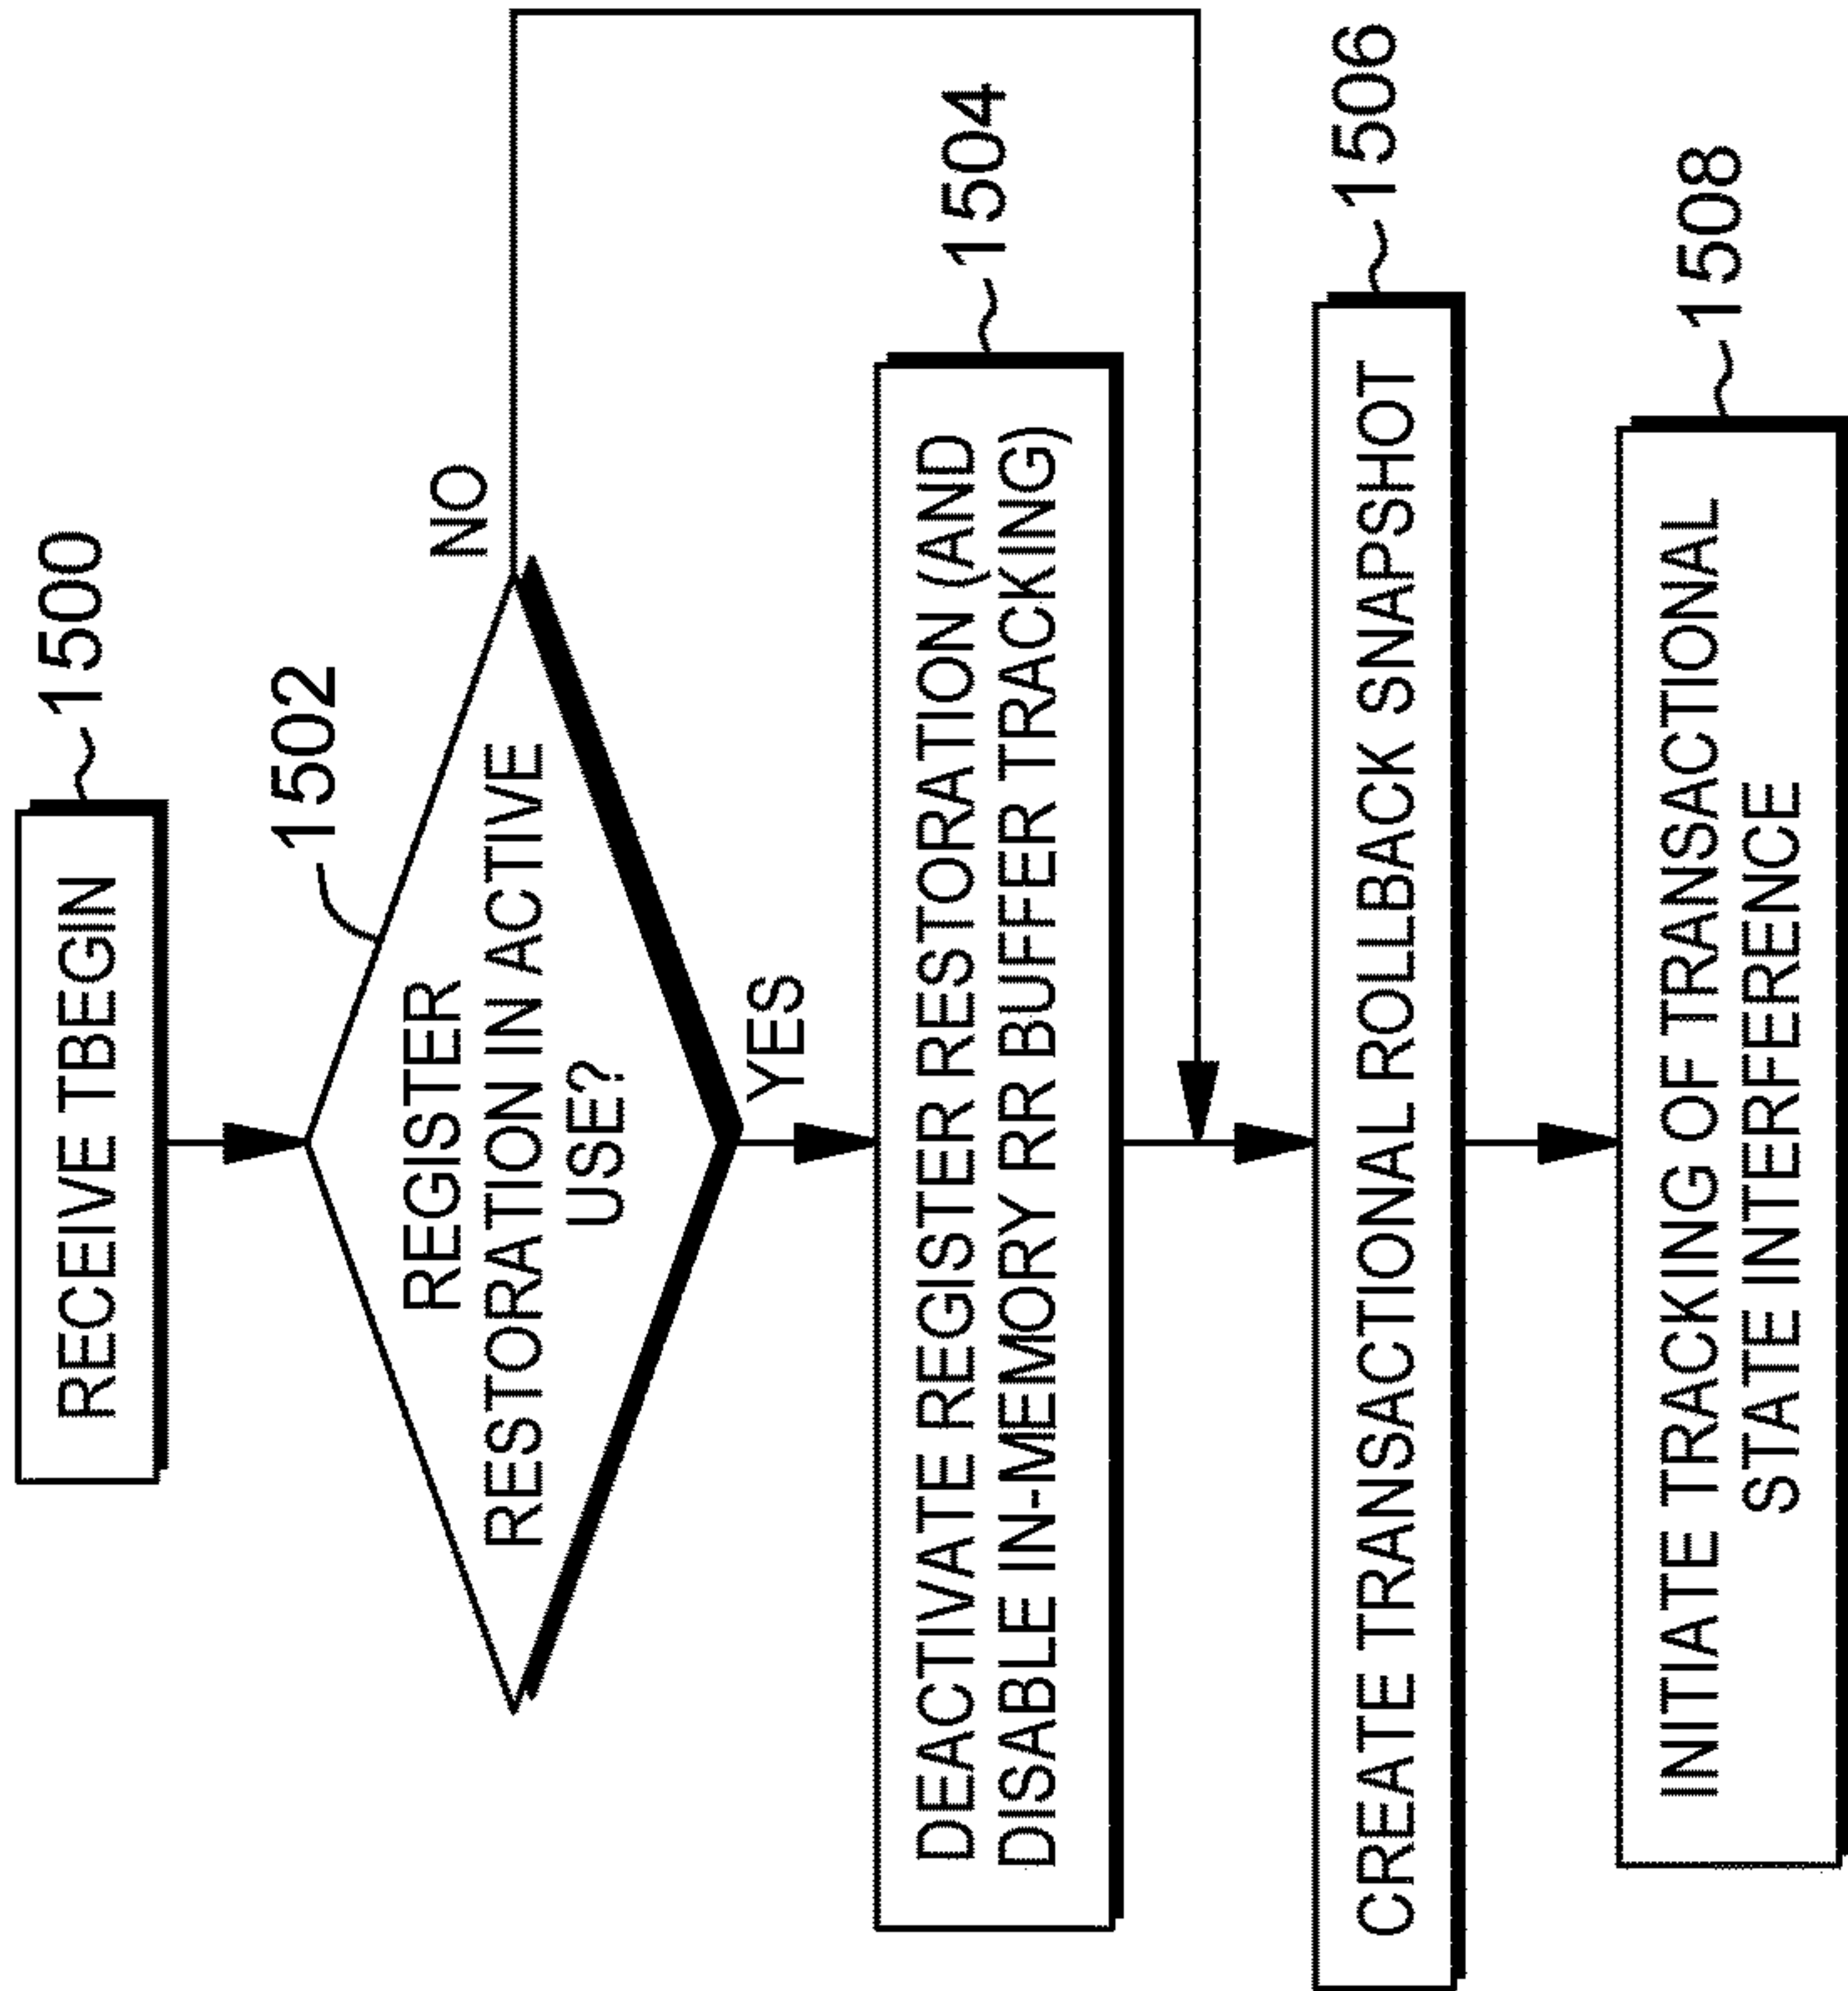 RECEIVE TBEGIN
1500
1502
REGISTER
RESTORATION IN ACTIVE
USE?
NO
YES
DEACTIVATE REGISTER RESTORATION (AND
DISABLE IN-MEMORY RR BUFFER TRACKING)
1504
CREATE TRANSACTIONAL ROLLBACK SNAPSHOT
1506
INITIATE TRACKING OF TRANSACTIONAL
STATE INTERFERENCE
1508